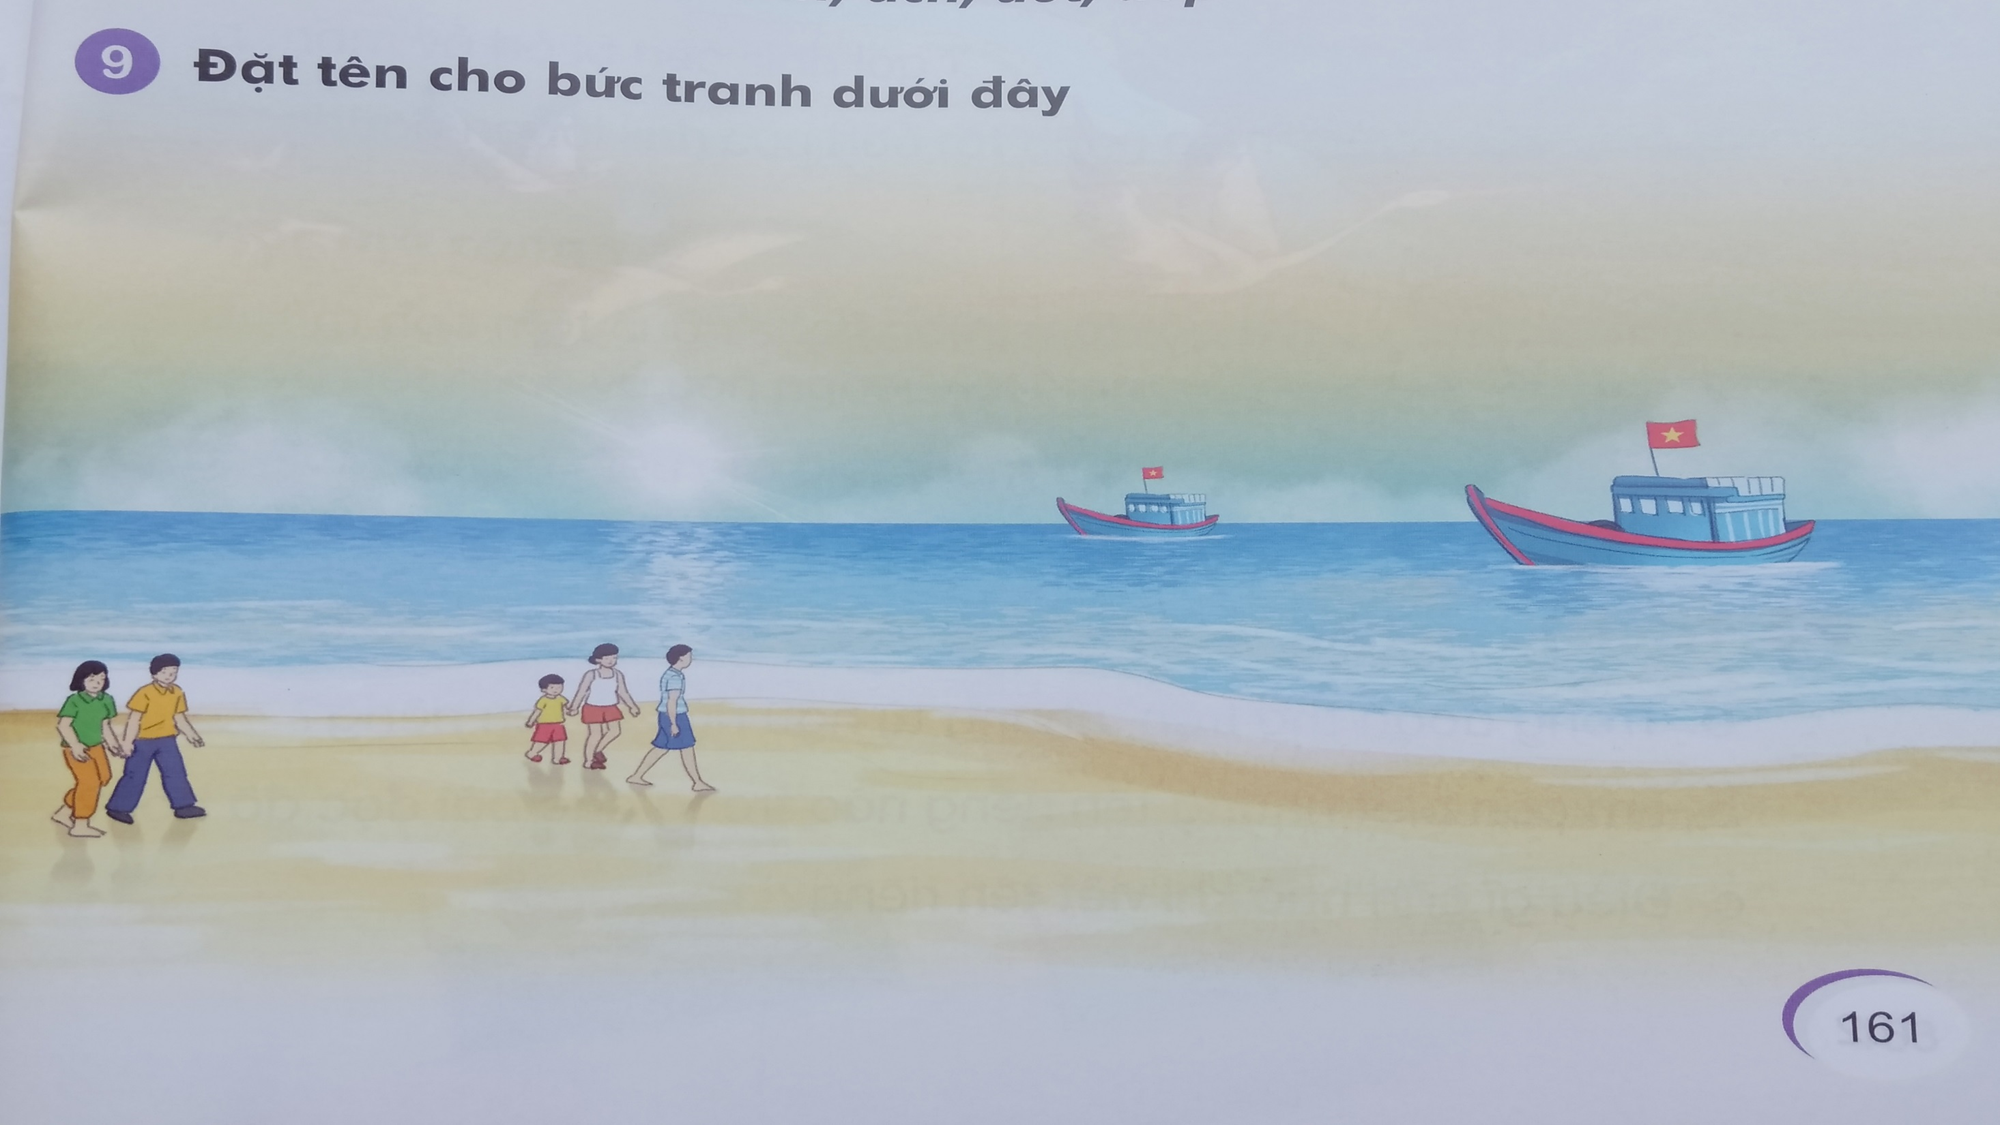 9 Đặt tên cho bức tranh dưới đây
161